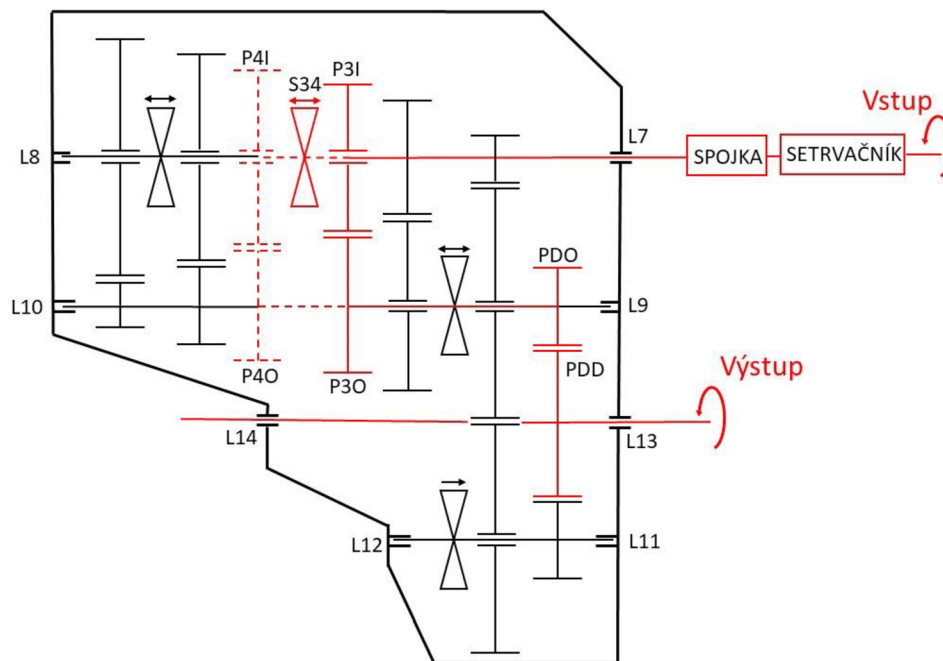 P4I
S34
P3I
L7
Vstup
L8
SPOJKA
SETRVAČNÍK
PDO
L10
L9
PDD
P4O
P3O
Výstup
L14
L13
L12
L11